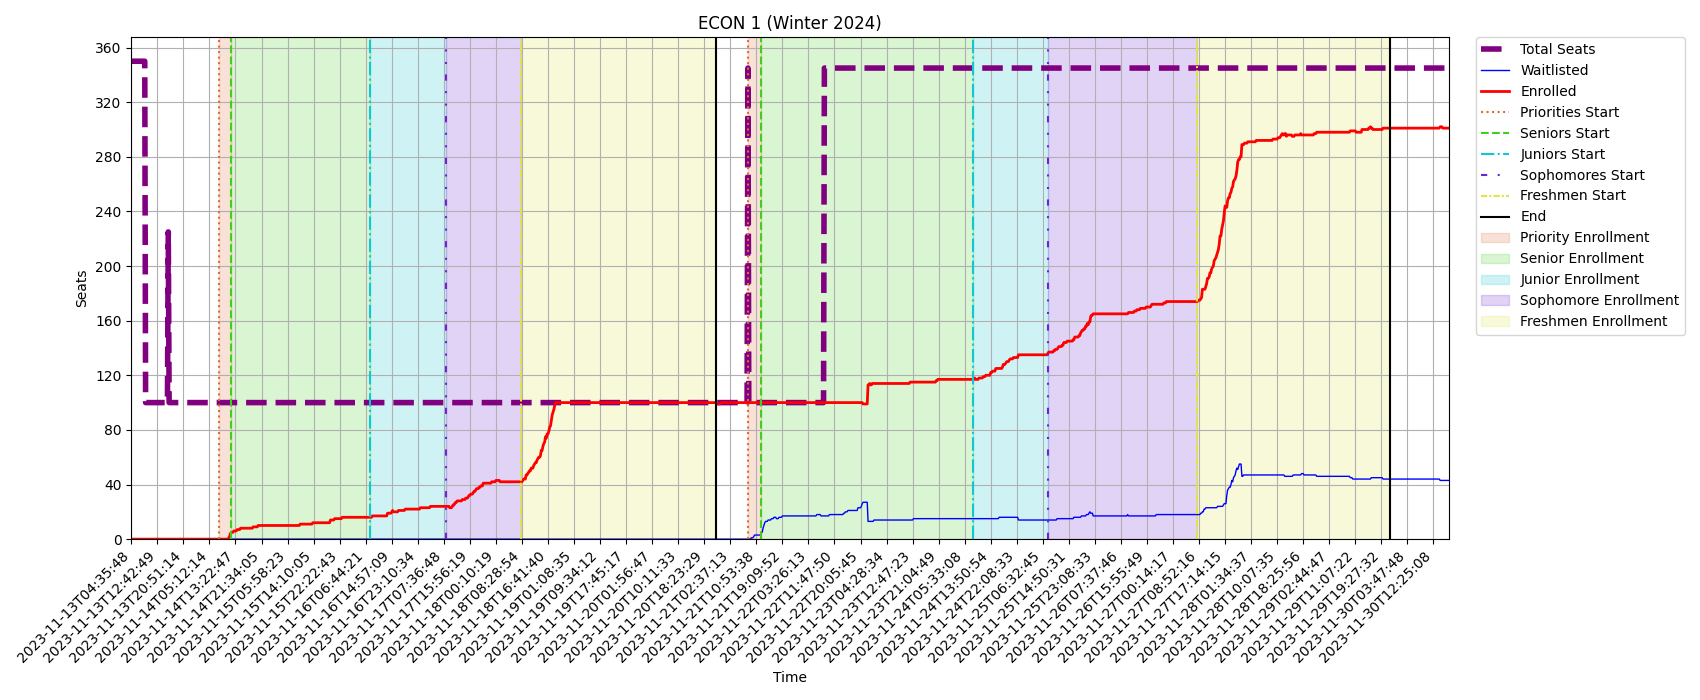 ECON 1 (Winter 2024)
Seats
360
320
280
240
200
160
120
80
40
0
2023-11-13T04:35:48
2023-11-13T12:42:49
2023-11-13T20:51:14
2023-11-14T05:12:14
2023-11-14T13:22:47
2023-11-14T21:34:05
2023-11-15T05:58:23
2023-11-15T14:10:05
2023-11-15T22:22:43
2023-11-16T06:44:21
2023-11-16T14:57:09
2023-11-16T23:10:34
2023-11-17T07:36:48
2023-11-17T15:56:19
2023-11-18T00:10:19
2023-11-18T08:28:54
2023-11-18T16:41:40
2023-11-19T01:08:35
2023-11-19T09:34:12
2023-11-19T17:45:17
2023-11-20T01:56:47
2023-11-20T10:11:33
2023-11-20T18:23:29
2023-11-21T02:37:13
2023-11-21T10:53:38
2023-11-21T19:09:52
2023-11-22T03:26:13
2023-11-22T11:47:50
2023-11-22T20:05:45
2023-11-23T04:28:34
2023-11-23T12:47:23
2023-11-23T21:04:49
2023-11-24T05:33:08
2023-11-24T13:50:54
2023-11-24T22:08:33
2023-11-25T06:32:45
2023-11-25T14:50:31
2023-11-25T23:08:33
2023-11-26T07:37:46
2023-11-26T15:55:49
2023-11-27T00:14:17
2023-11-27T08:52:16
2023-11-27T17:14:15
2023-11-28T01:34:37
2023-11-28T10:07:35
2023-11-28T18:25:56
2023-11-29T02:44:47
2023-11-29T11:07:22
2023-11-29T19:27:32
2023-11-30T03:47:48
2023-11-30T12:25:08
Time
Total Seats
Waitlisted
Enrolled
Priorities Start
Seniors Start
Juniors Start
Sophomores Start
Freshmen Start
End
Priority Enrollment
Senior Enrollment
Junior Enrollment
Sophomore Enrollment
Freshmen Enrollment